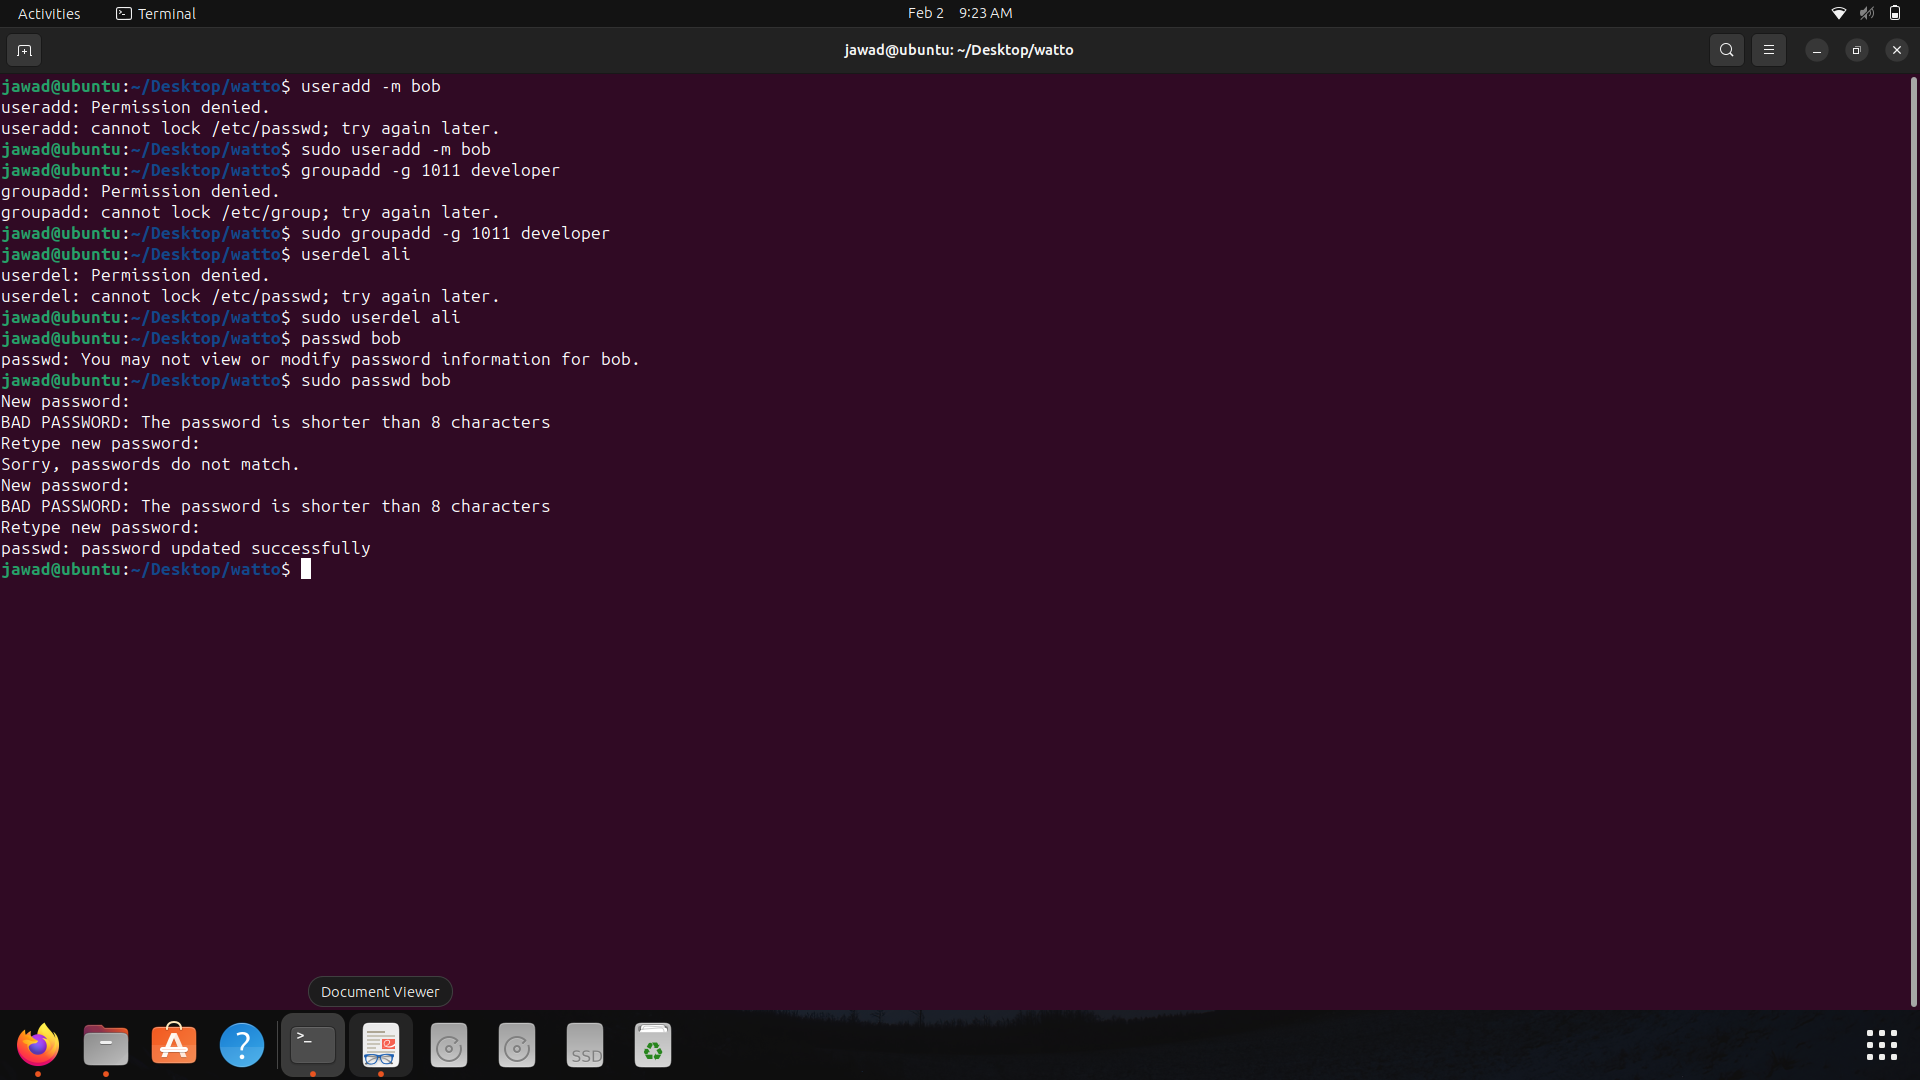 Activities
Terminal
Feb 2 9:23 AM
jawad@ubuntu: ~/Desktop/watto
jawad@ubuntu:~/Desktop/watto$ useradd -m bob
useradd: Permission denied.
useradd: cannot lock /etc/passwd; try again later.
jawad@ubuntu:~/Desktop/watto$ sudo useradd -m bob
jawad@ubuntu:~/Desktop/watto$ groupadd -g 1011 developer
groupadd: Permission denied.
groupadd: cannot lock /etc/group; try again later.
jawad@ubuntu:~/Desktop/watto$ sudo groupadd -g 1011 developer
jawad@ubuntu:~/Desktop/watto$ userdel ali
userdel: Permission denied.
userdel: cannot lock /etc/passwd; try again later.
jawad@ubuntu:~/Desktop/watto$ sudo userdel ali
jawad@ubuntu:~/Desktop/watto$ passwd bob
passwd: You may not view or modify password information for bob.
jawad@ubuntu:~/Desktop/watto$ sudo passwd bob
New password:
BAD PASSWORD: The password is shorter than 8 characters
Retype new password:
Sorry, passwords do not match.
New password:
BAD PASSWORD: The password is shorter than 8 characters
Retype new password:
passwd: password updated successfully
jawad@ubuntu:~/Desktop/watto$
Document Viewer
SSD